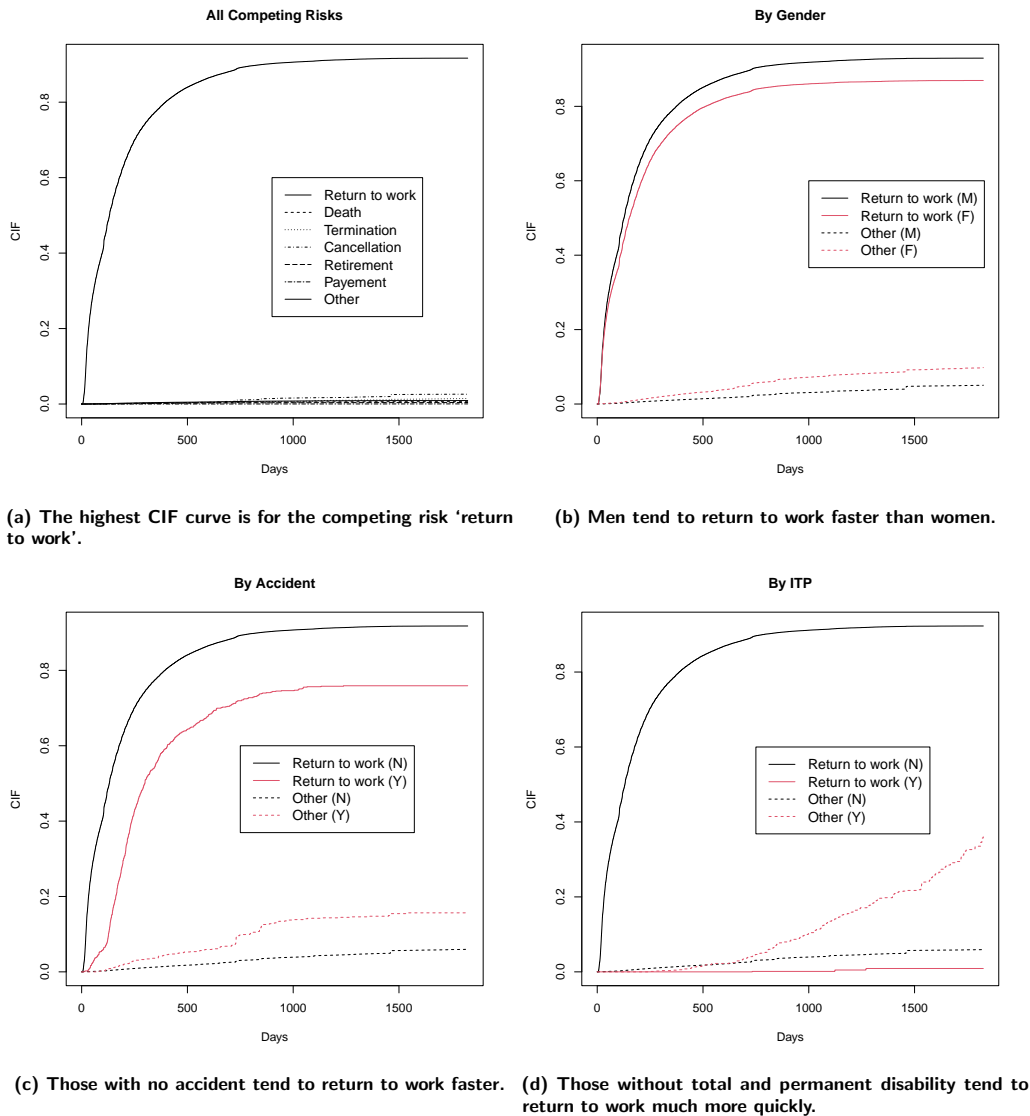 All Competing Risks
CIF
0.0 0.2 0.4 0.6 0.8
Return to work
Death
Termination
Cancellation
Retirement
Payement
Other
0 500 1000 1500
Days
(a) The highest CIF curve is for the competing risk ‘return
to work’.
By Gender
CIF
0.0 0.2 0.4 0.6 0.8
Return to work (M)
Return to work (F)
Other (M)
Other (F)
0 500 1000 1500
Days
(b) Men tend to return to work faster than women.
By Accident
CIF
0.0 0.2 0.4 0.6 0.8
Return to work (N)
Return to work (Y)
Other (N)
Other (Y)
0 500 1000 1500
Days
(c) Those with no accident tend to return to work faster.
By ITP
CIF
0.0 0.2 0.4 0.6 0.8
Return to work (N)
Return to work (Y)
Other (N)
Other (Y)
0 500 1000 1500
Days
(d) Those without total and permanent disability tend to
return to work much more quickly.